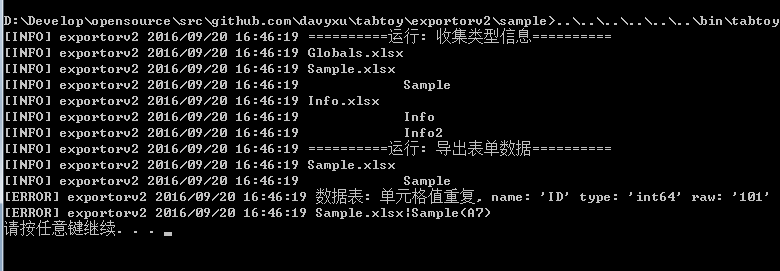 D:\Develop\opensource\src\github.com\davyxu\tabtoy\exportorv2\sample>..\..\..\..\..\..\bin\tabtoy
[INFO] exportorv2 2016/09/20 16:46:19 ==========运行: 收集类型信息==========
[INFO] exportorv2 2016/09/20 16:46:19 Globals.xlsx
[INFO] exportorv2 2016/09/20 16:46:19 Sample.xlsx
[INFO] exportorv2 2016/09/20 16:46:19 Sample
[INFO] exportorv2 2016/09/20 16:46:19 Info.xlsx
[INFO] exportorv2 2016/09/20 16:46:19 Info
[INFO] exportorv2 2016/09/20 16:46:19 Info2
[INFO] exportorv2 2016/09/20 16:46:19 ==========运行: 导出表单数据==========
[INFO] exportorv2 2016/09/20 16:46:19 Sample.xlsx
[INFO] exportorv2 2016/09/20 16:46:19 Sample
[ERROR] exportorv2 2016/09/20 16:46:19 数据表: 单元格值重复, name: 'ID' type: 'int64' raw: '101'
[ERROR] exportorv2 2016/09/20 16:46:19 Sample.xlsx|Sample(A7)
请按任意键继续. . .